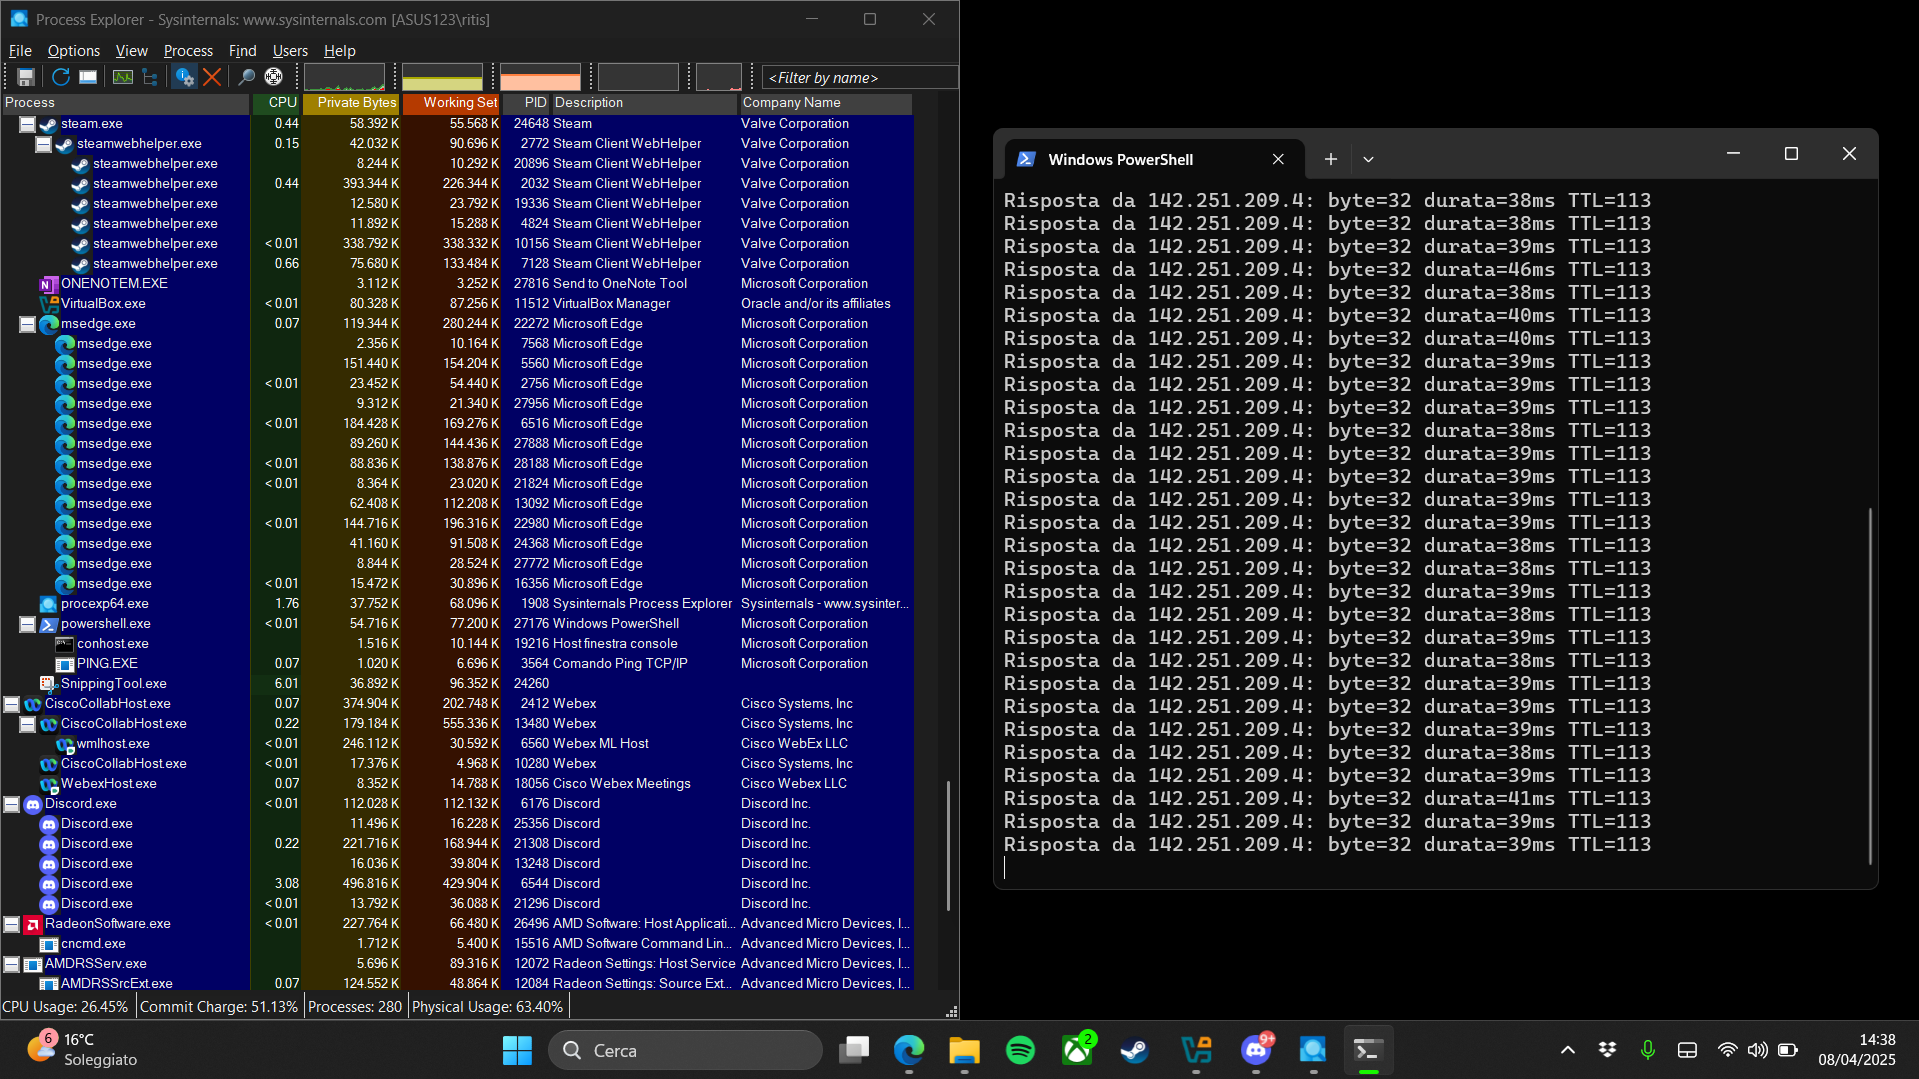 Process Explorer - Sysinternals: www.sysinternals.com [ASUS123\ritis]
File Options View Process Find Users Help
<Filter by name>
Process CPU Private Bytes Working Set PID Description Company Name
steam.exe 0.44 58.392 K 55.568 K 24648 Steam Valve Corporation
steamwebhelper.exe 0.15 42.032 K 90.696 K 2772 Steam Client WebHelper Valve Corporation
steamwebhelper.exe 8.244 K 10.292 K 20896 Steam Client WebHelper Valve Corporation
steamwebhelper.exe 0.44 393.344 K 226.344 K 2032 Steam Client WebHelper Valve Corporation
steamwebhelper.exe 12.580 K 23.792 K 19336 Steam Client WebHelper Valve Corporation
steamwebhelper.exe 11.892 K 15.288 K 4824 Steam Client WebHelper Valve Corporation
steamwebhelper.exe < 0.01 338.792 K 338.332 K 10156 Steam Client WebHelper Valve Corporation
steamwebhelper.exe 0.66 75.680 K 133.484 K 7128 Steam Client WebHelper Valve Corporation
ONENOTEM.EXE 3.112 K 3.252 K 27816 Send to OneNote Tool Microsoft Corporation
VirtualBox.exe < 0.01 80.328 K 87.256 K 11512 VirtualBox Manager Oracle and/or its affiliates
msedge.exe 0.07 119.344 K 280.244 K 22272 Microsoft Edge Microsoft Corporation
msedge.exe 2.356 K 10.164 K 7568 Microsoft Edge Microsoft Corporation
msedge.exe 151.440 K 154.204 K 5560 Microsoft Edge Microsoft Corporation
msedge.exe < 0.01 23.452 K 54.440 K 2756 Microsoft Edge Microsoft Corporation
msedge.exe 9.312 K 21.340 K 27956 Microsoft Edge Microsoft Corporation
msedge.exe < 0.01 184.428 K 169.276 K 6516 Microsoft Edge Microsoft Corporation
msedge.exe 89.260 K 144.436 K 27888 Microsoft Edge Microsoft Corporation
msedge.exe < 0.01 88.836 K 138.876 K 28188 Microsoft Edge Microsoft Corporation
msedge.exe < 0.01 8.364 K 23.020 K 21824 Microsoft Edge Microsoft Corporation
msedge.exe 62.408 K 112.208 K 13092 Microsoft Edge Microsoft Corporation
msedge.exe < 0.01 144.716 K 196.316 K 22980 Microsoft Edge Microsoft Corporation
msedge.exe 41.160 K 91.508 K 24368 Microsoft Edge Microsoft Corporation
msedge.exe 8.844 K 28.524 K 27772 Microsoft Edge Microsoft Corporation
msedge.exe < 0.01 15.472 K 30.896 K 16356 Microsoft Edge Microsoft Corporation
procexp64.exe 1.76 37.752 K 68.096 K 1908 Sysinternals Process Explorer Sysinternals - www.sysinter...
powershell.exe < 0.01 54.716 K 77.200 K 27176 Windows PowerShell Microsoft Corporation
conhost.exe 1.516 K 10.144 K 19216 Host finestra console Microsoft Corporation
PING.EXE 0.07 1.020 K 6.696 K 3564 Comando Ping TCP/IP Microsoft Corporation
SnippingTool.exe 6.01 36.892 K 96.352 K 24260
CiscoCollabHost.exe 0.07 374.904 K 202.748 K 2412 Webex Cisco Systems, Inc
CiscoCollabHost.exe 0.22 179.184 K 555.336 K 13480 Webex Cisco Systems, Inc
wmlhost.exe < 0.01 246.112 K 30.592 K 6560 Webex ML Host Cisco WebEx LLC
CiscoCollabHost.exe < 0.01 17.376 K 4.968 K 10280 Webex Cisco Systems, Inc
WebexHost.exe 0.07 8.352 K 14.788 K 18056 Cisco Webex Meetings Cisco Webex LLC
Discord.exe < 0.01 112.028 K 112.132 K 6176 Discord Discord Inc.
Discord.exe 11.496 K 16.228 K 25356 Discord Discord Inc.
Discord.exe 0.22 221.716 K 168.944 K 21308 Discord Discord Inc.
Discord.exe 16.036 K 39.804 K 13248 Discord Discord Inc.
Discord.exe 3.08 496.816 K 429.904 K 6544 Discord Discord Inc.
Discord.exe < 0.01 13.792 K 36.088 K 21296 Discord Discord Inc.
RadeonSoftware.exe < 0.01 227.764 K 66.480 K 26496 AMD Software: Host Applicati... Advanced Micro Devices, I...
cncmd.exe 1.712 K 5.400 K 15516 AMD Software Command Lin... Advanced Micro Devices, I...
AMDRSServ.exe 5.696 K 89.316 K 12072 Radeon Settings: Host Service Advanced Micro Devices, I...
AMDRSSrcExt.exe 0.07 124.552 K 48.864 K 12084 Radeon Settings: Source Ext... Advanced Micro Devices, I...
CPU Usage: 26.45% Commit Charge: 51.13% Processes: 280 Physical Usage: 63.40%
Windows PowerShell
Risposta da 142.251.209.4: byte=32 durata=38ms TTL=113
Risposta da 142.251.209.4: byte=32 durata=38ms TTL=113
Risposta da 142.251.209.4: byte=32 durata=39ms TTL=113
Risposta da 142.251.209.4: byte=32 durata=46ms TTL=113
Risposta da 142.251.209.4: byte=32 durata=38ms TTL=113
Risposta da 142.251.209.4: byte=32 durata=40ms TTL=113
Risposta da 142.251.209.4: byte=32 durata=40ms TTL=113
Risposta da 142.251.209.4: byte=32 durata=39ms TTL=113
Risposta da 142.251.209.4: byte=32 durata=39ms TTL=113
Risposta da 142.251.209.4: byte=32 durata=39ms TTL=113
Risposta da 142.251.209.4: byte=32 durata=38ms TTL=113
Risposta da 142.251.209.4: byte=32 durata=39ms TTL=113
Risposta da 142.251.209.4: byte=32 durata=39ms TTL=113
Risposta da 142.251.209.4: byte=32 durata=39ms TTL=113
Risposta da 142.251.209.4: byte=32 durata=39ms TTL=113
Risposta da 142.251.209.4: byte=32 durata=38ms TTL=113
Risposta da 142.251.209.4: byte=32 durata=38ms TTL=113
Risposta da 142.251.209.4: byte=32 durata=39ms TTL=113
Risposta da 142.251.209.4: byte=32 durata=38ms TTL=113
Risposta da 142.251.209.4: byte=32 durata=39ms TTL=113
Risposta da 142.251.209.4: byte=32 durata=38ms TTL=113
Risposta da 142.251.209.4: byte=32 durata=39ms TTL=113
Risposta da 142.251.209.4: byte=32 durata=39ms TTL=113
Risposta da 142.251.209.4: byte=32 durata=39ms TTL=113
Risposta da 142.251.209.4: byte=32 durata=38ms TTL=113
Risposta da 142.251.209.4: byte=32 durata=39ms TTL=113
Risposta da 142.251.209.4: byte=32 durata=41ms TTL=113
Risposta da 142.251.209.4: byte=32 durata=39ms TTL=113
Risposta da 142.251.209.4: byte=32 durata=39ms TTL=113
6
16°C
Soleggiato
Cerca
2
9+
14:38
08/04/2025